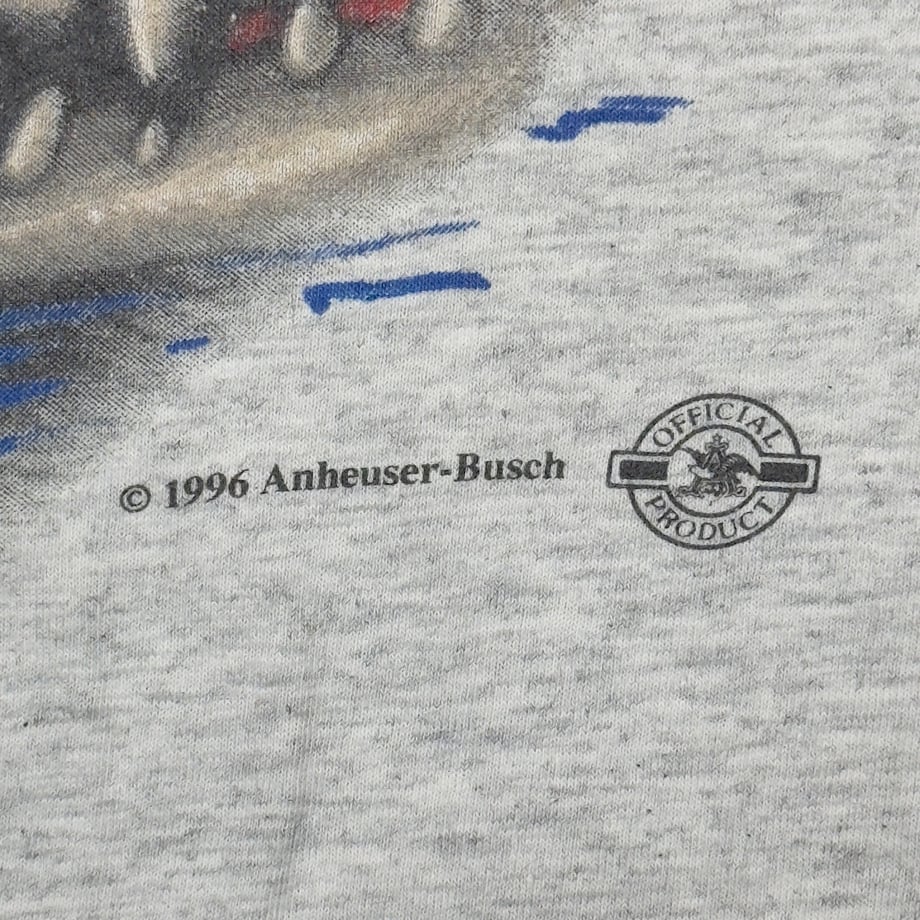 © 1996 Anheuser-Busch
OFFICIAL
PRODUCT